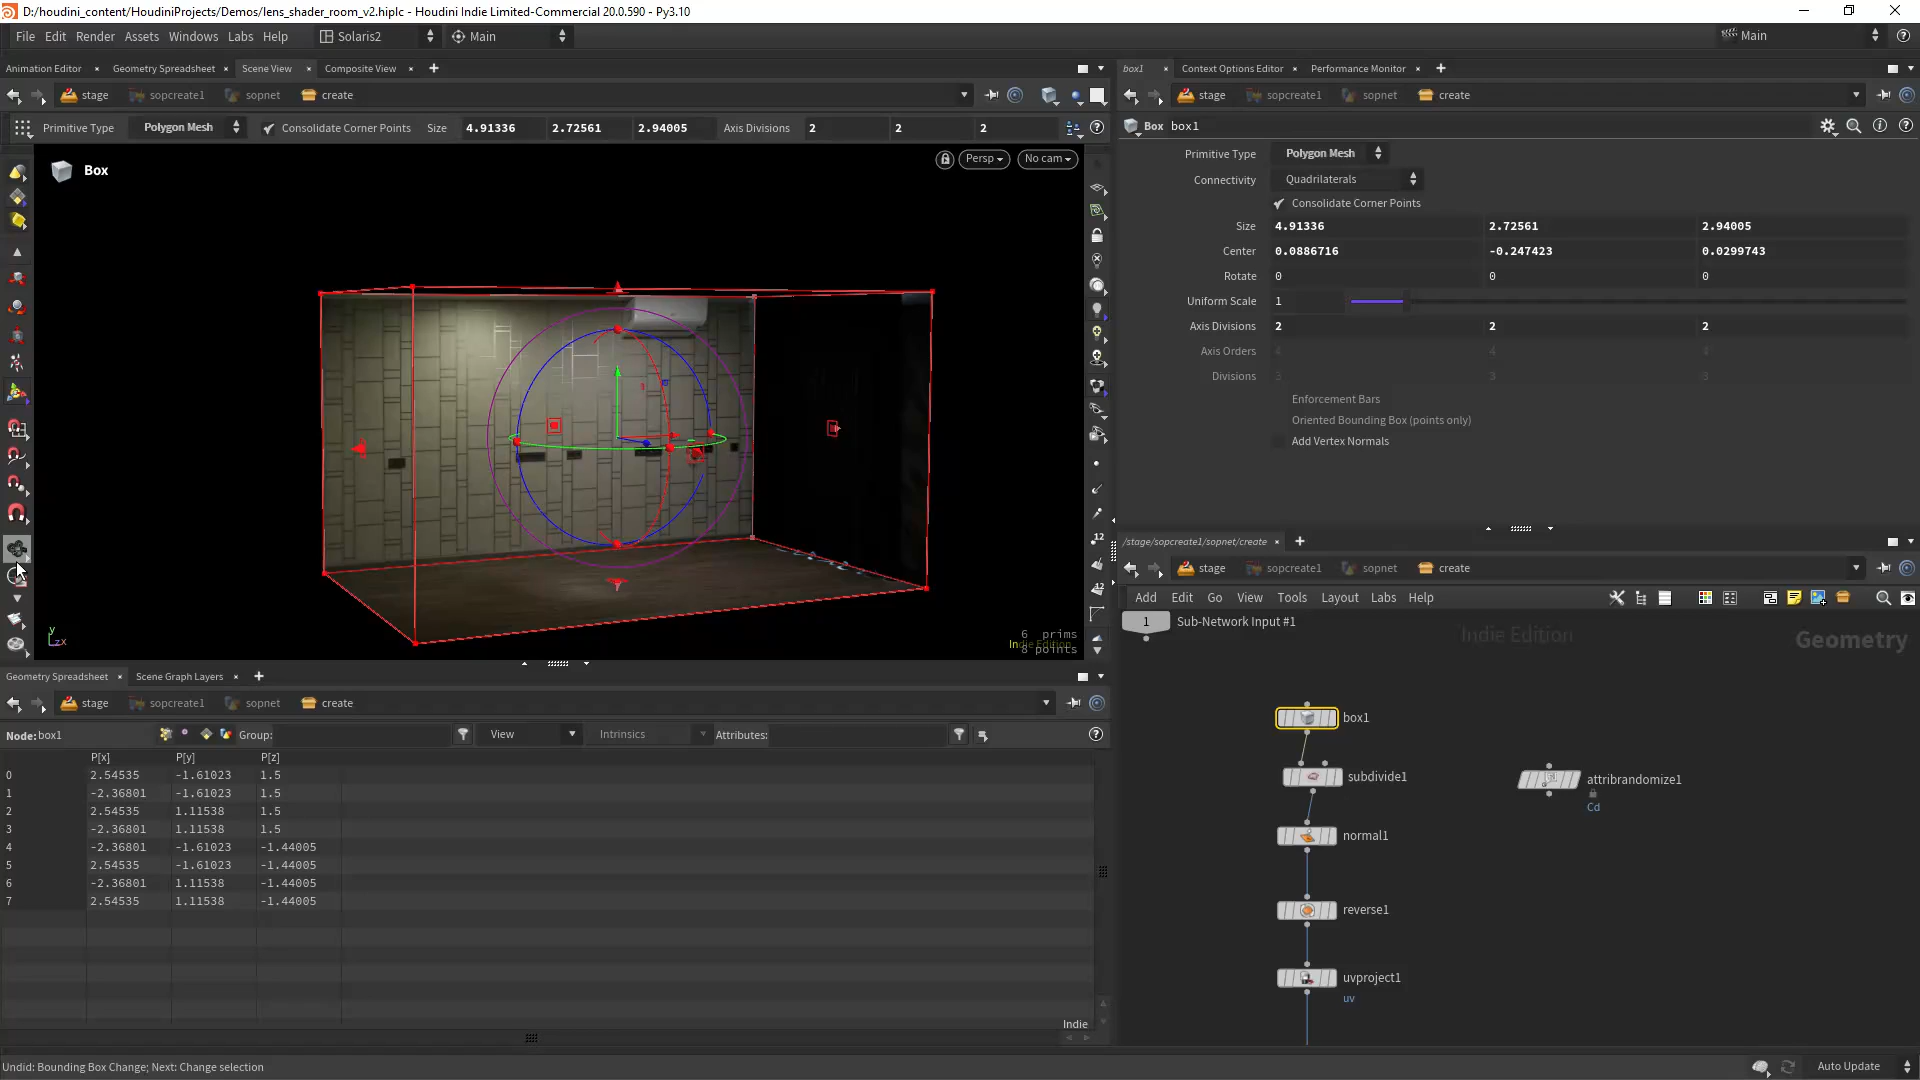 D:/houdini_content/HoudiniProjects/Demos/lens_shader_room_v2.hiplc - Houdini Indie Limited-Commercial 20.0.590 - Py3.10
File Edit Render Assets Windows Labs Help Solaris2 Main Main
Animation Editor Geometry Spreadsheet Scene View Composite View
stage sopcreate1 sopnet create
Primitive Type Polygon Mesh Consolidate Corner Points Size 4.91336 2.72561 2.94005 Axis Divisions 2 2 2
Box Persp No cam
6 prims
8 points
box1 Context Options Editor Performance Monitor
stage sopcreate1 sopnet create
Box box1
Primitive Type Polygon Mesh
Connectivity Quadrilaterals
Consolidate Corner Points
Size 4.91336 2.72561 2.94005
Center 0.0886716 -0.247423 0.0299743
Rotate 0 0 0
Uniform Scale 1
Axis Divisions 2 2 2
Axis Orders 4 4 4
Divisions 3 3 3
Enforcement Bars
Oriented Bounding Box (points only)
Add Vertex Normals
/stage/sopcreate1/sopnet/create
stage sopcreate1 sopnet create
Add Edit Go View Tools Layout Labs Help
1 Sub-Network Input #1
Indie Edition Geometry
box1
subdivide1
attribrandomize1
Cd
normal1
reverse1
uvproject1
uv
Geometry Spreadsheet Scene Graph Layers
stage sopcreate1 sopnet create
Node: box1 Group: View Intrinsics Attributes:
P[x] P[y] P[z]
0 2.54535 -1.61023 1.5
1 -2.36801 -1.61023 1.5
2 2.54535 1.11538 1.5
3 -2.36801 1.11538 1.5
4 -2.36801 -1.61023 -1.44005
5 2.54535 -1.61023 -1.44005
6 -2.36801 1.11538 -1.44005
7 2.54535 1.11538 -1.44005
Indie
Undid: Bounding Box Change; Next: Change selection Auto Update